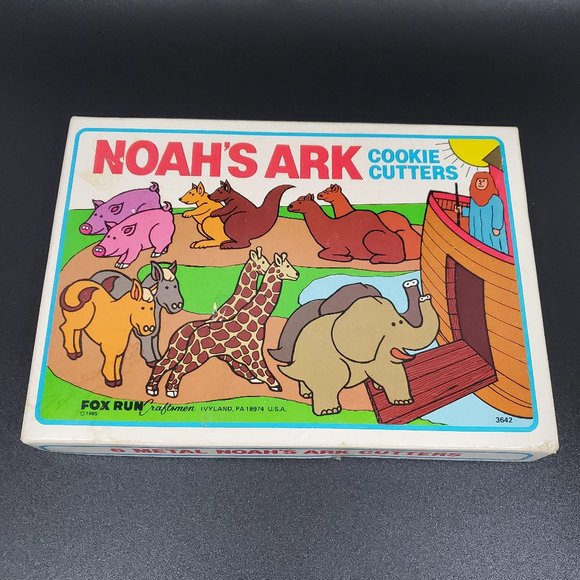 NOAH'S ARK COOKIE CUTTERS
FOX RUN Craftsmen IVYLAND, PA 18974 U.S.A.
©1985
3642
6 METAL NOAH'S ARK CUTTERS